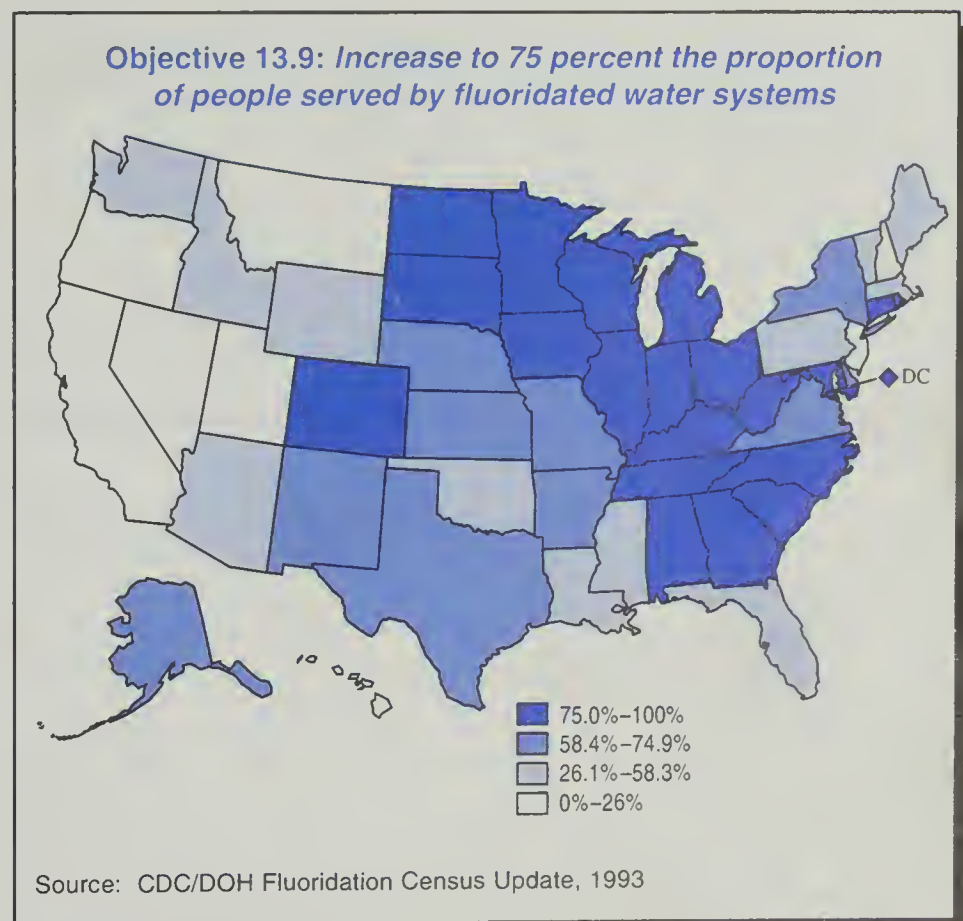 Objective 13.9: Increase to 75 percent the proportion
of people served by fluoridated water systems
DC
75.0%–100%
58.4%–74.9%
26.1%–58.3%
0%–26%
Source: CDC/DOH Fluoridation Census Update, 1993